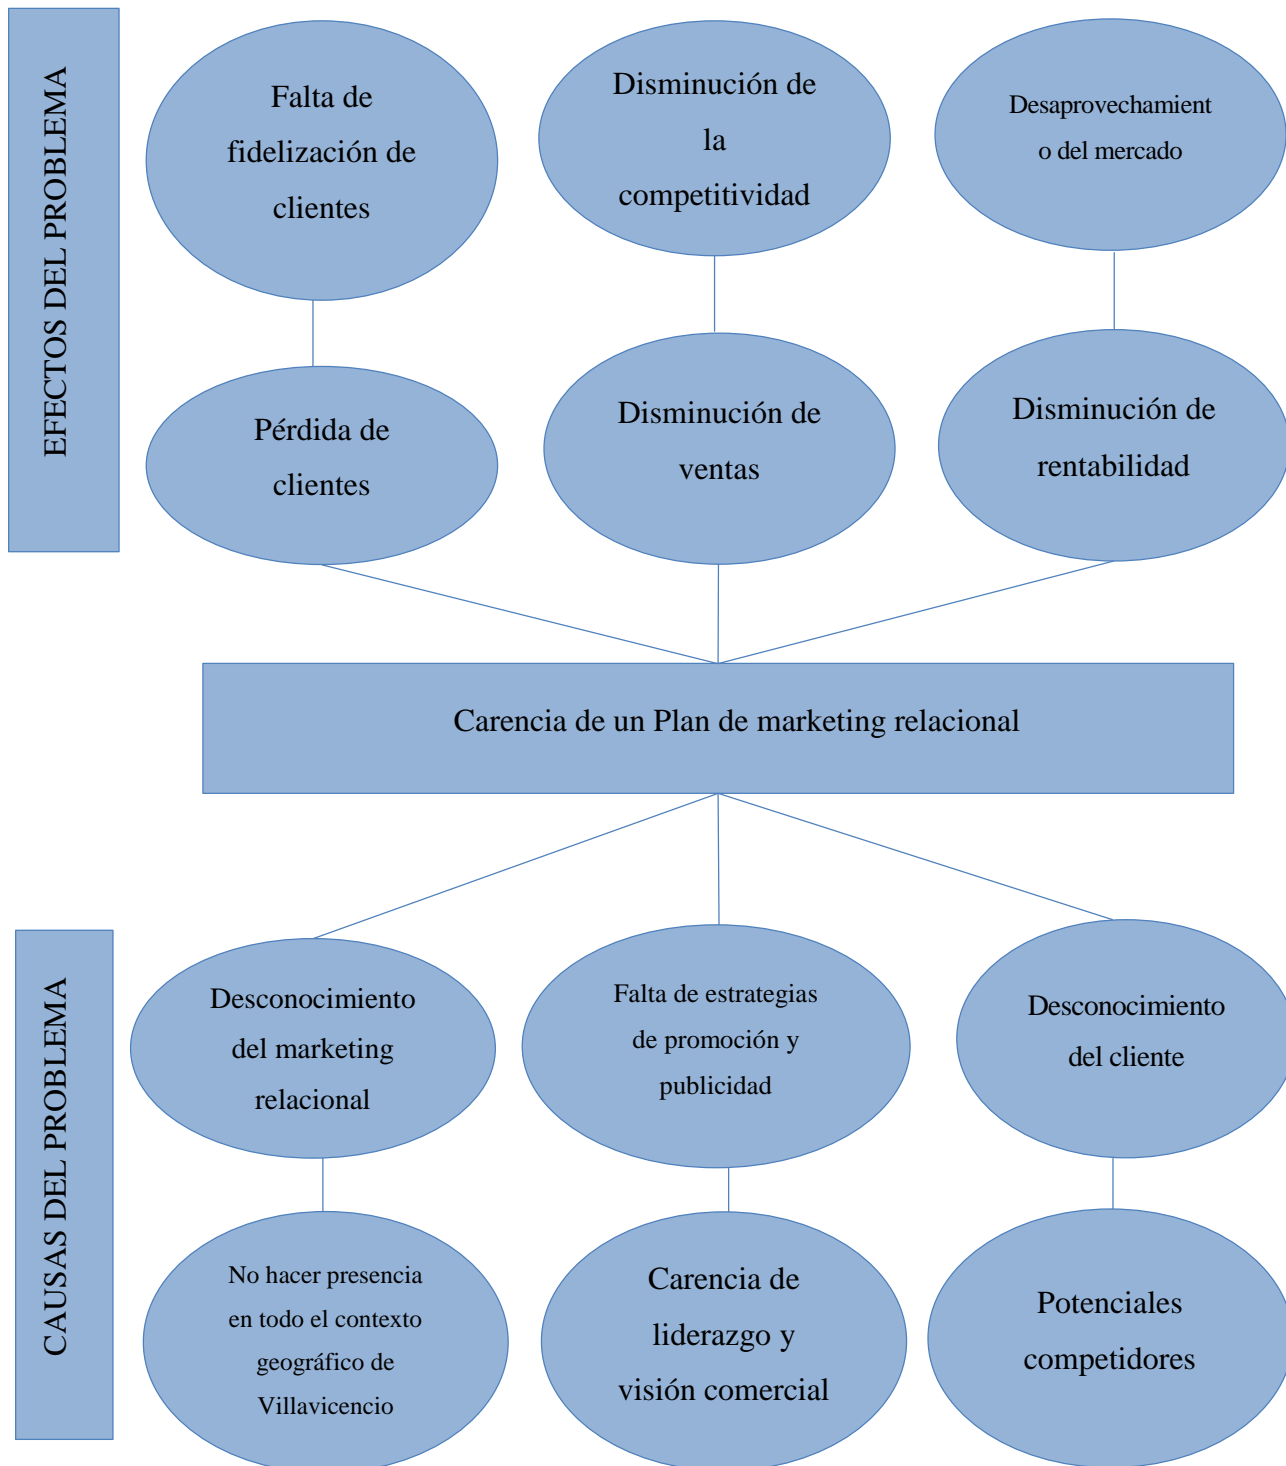 EFECTOS DEL PROBLEMA
Falta de
fidelización de
clientes
Disminución de
la
competitividad
Desaprovechamient
o del mercado
Pérdida de
clientes
Disminución de
ventas
Disminución de
rentabilidad
Carencia de un Plan de marketing relacional
CAUSAS DEL PROBLEMA
Desconocimiento
del marketing
relacional
Falta de estrategias
de promoción y
publicidad
Desconocimiento
del cliente
No hacer presencia
en todo el contexto
geográfico de
Villavicencio
Carencia de
liderazgo y
visión comercial
Potenciales
competidores